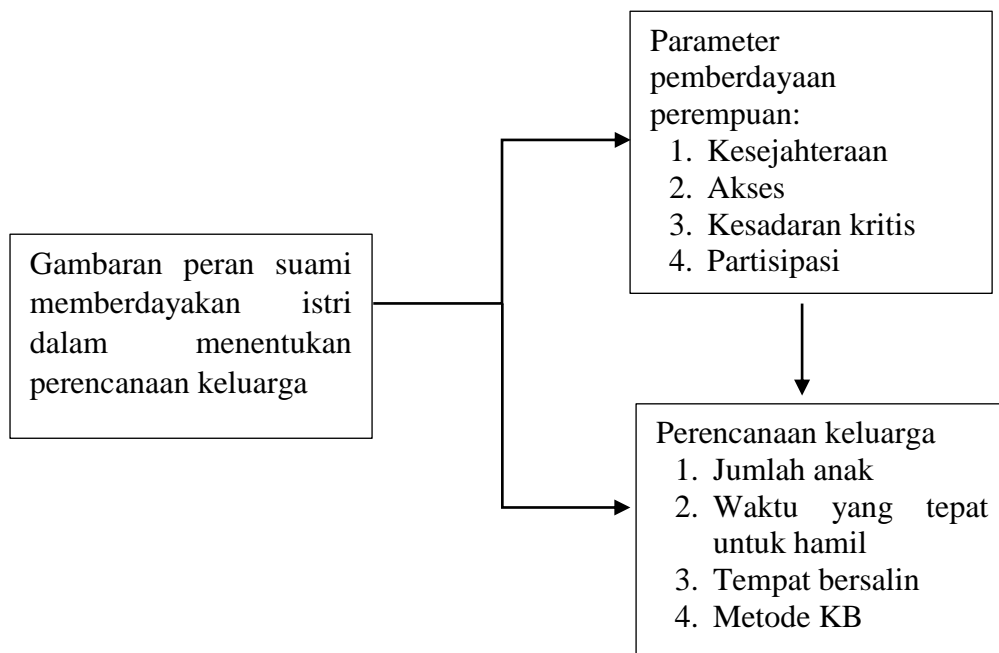 Parameter
pemberdayaan
perempuan:
1. Kesejahteraan
2. Akses
3. Kesadaran kritis
4. Partisipasi
Gambaran peran suami
memberdayakan istri
dalam menentukan
perencanaan keluarga
Perencanaan keluarga
1. Jumlah anak
2. Waktu yang tepat
untuk hamil
3. Tempat bersalin
4. Metode KB